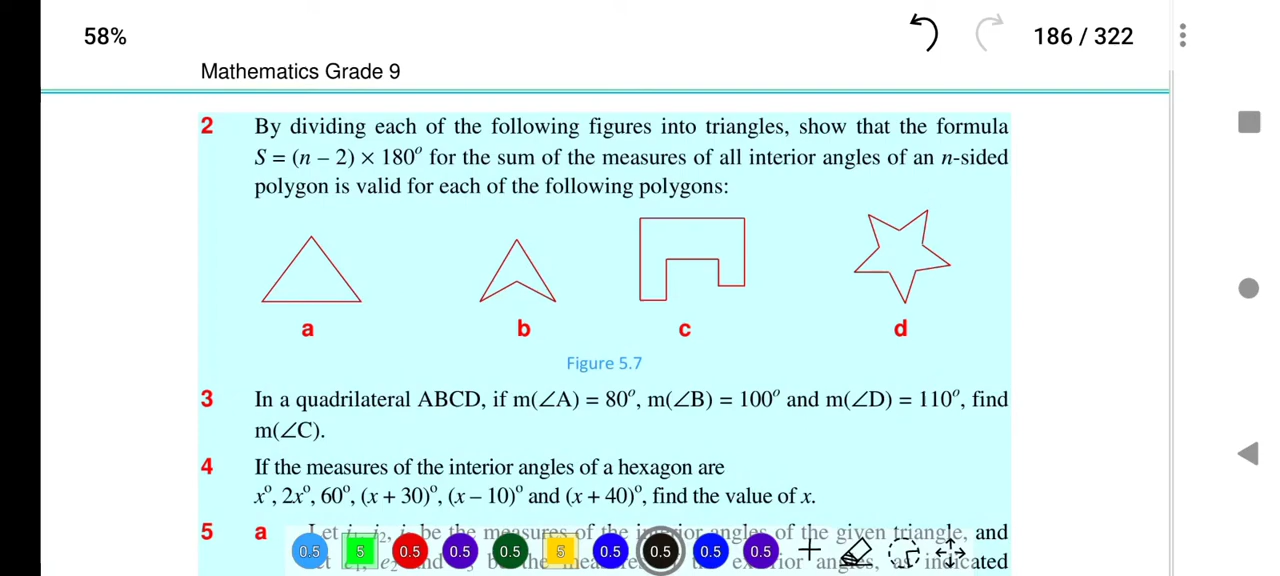 58%
186 / 322
Mathematics Grade 9
2 By dividing each of the following figures into triangles, show that the formula
S = (n – 2) × 180° for the sum of the measures of all interior angles of an n-sided
polygon is valid for each of the following polygons:
a b c d
Figure 5.7
3 In a quadrilateral ABCD, if m(∠A) = 80°, m(∠B) = 100° and m(∠D) = 110°, find
m(∠C).
4 If the measures of the interior angles of a hexagon are
x°, 2x°, 60°, (x + 30)°, (x – 10)° and (x + 40)°, find the value of x.
5 a Let be the measures of the interior angles of the given triangle, and
as indicated
0.5 5 0.5 0.5 0.5 5 0.5 0.5 0.5 0.5